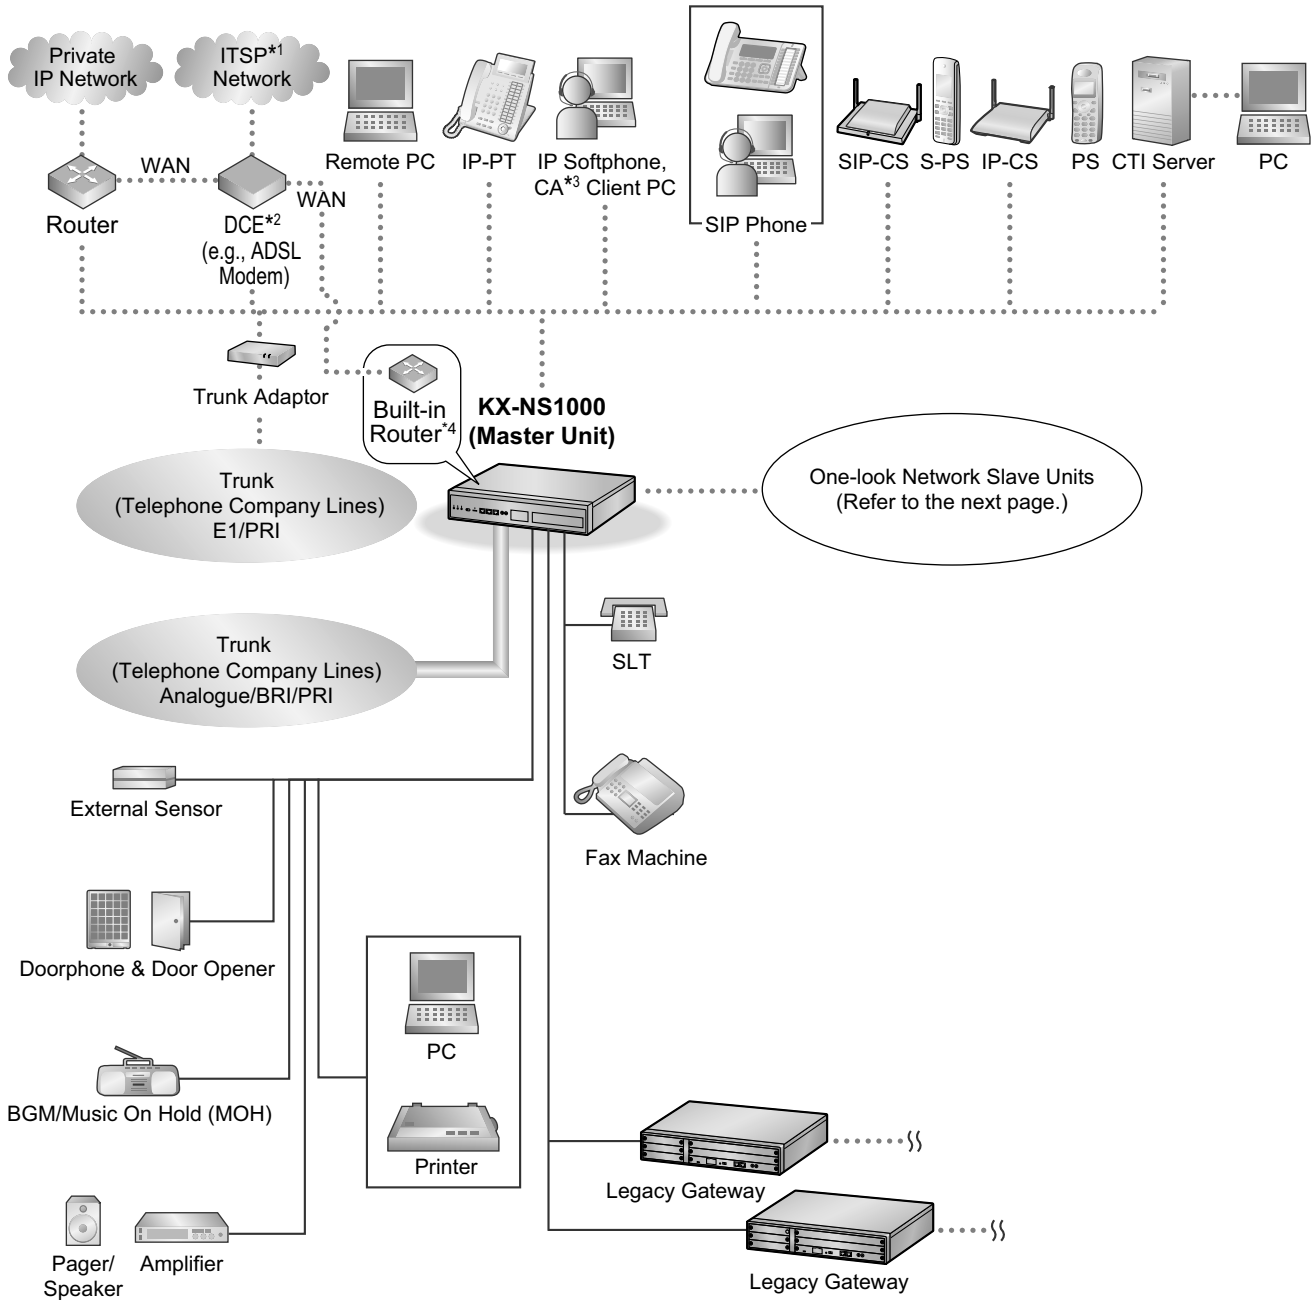 Private
IP Network
ITSP*1
Network
Remote PC
IP-PT
IP Softphone,
CA*3 Client PC
SIP Phone
SIP-CS
S-PS
IP-CS
PS
CTI Server
PC
WAN
WAN
Router
DCE*2
(e.g., ADSL
Modem)
Trunk Adaptor
Built-in
Router*4
KX-NS1000
(Master Unit)
One-look Network Slave Units
(Refer to the next page.)
Trunk
(Telephone Company Lines)
E1/PRI
Trunk
(Telephone Company Lines)
Analogue/BRI/PRI
SLT
Fax Machine
External Sensor
Doorphone & Door Opener
BGM/Music On Hold (MOH)
Pager/
Speaker
Amplifier
PC
Printer
Legacy Gateway
Legacy Gateway